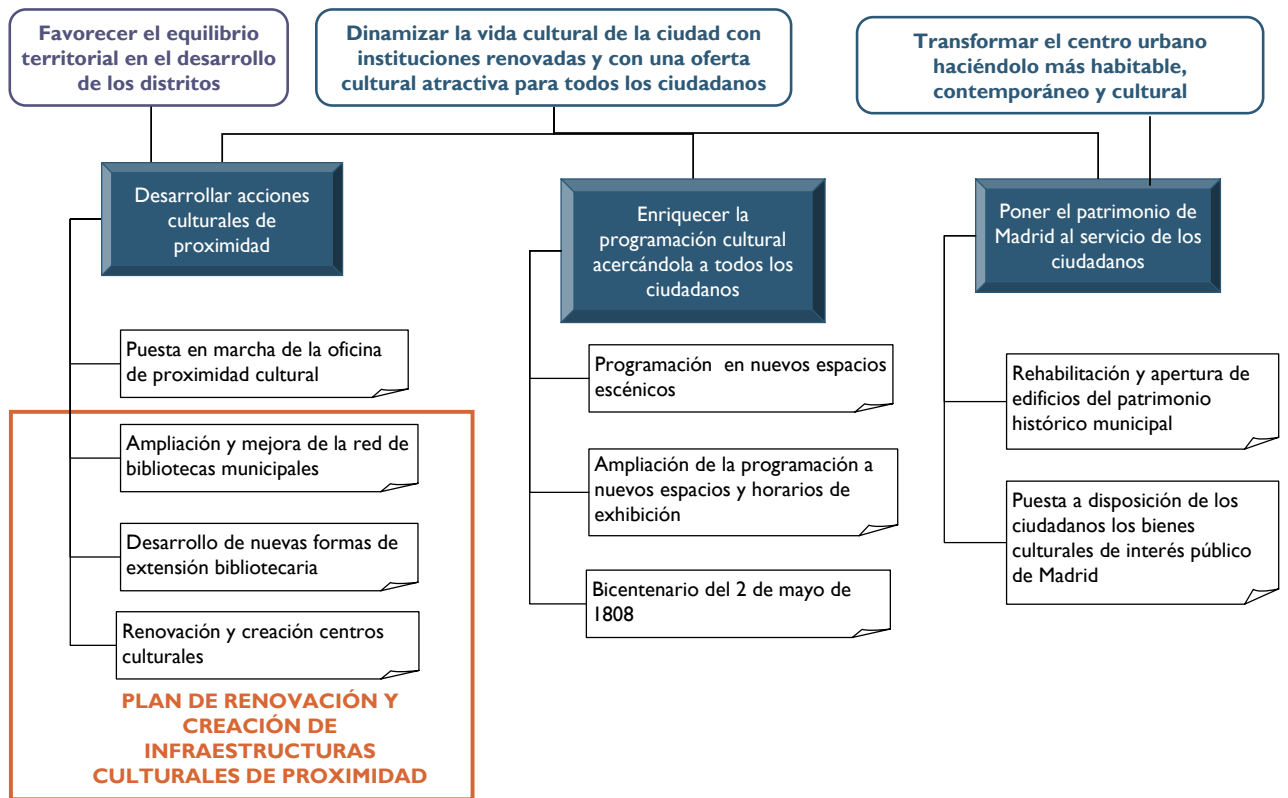 Favorecer el equilibrio
territorial en el desarrollo
de los distritos
Dinamizar la vida cultural de la ciudad con
instituciones renovadas y con una oferta
cultural atractiva para todos los ciudadanos
Transformar el centro urbano
haciéndolo más habitable,
contemporáneo y cultural
Desarrollar acciones
culturales de
proximidad
Puesta en marcha de la oficina
de proximidad cultural
Ampliación y mejora de la red de
bibliotecas municipales
Desarrollo de nuevas formas de
extensión bibliotecaria
Renovación y creación centros
culturales
PLAN DE RENOVACIÓN Y
CREACIÓN DE
INFRAESTRUCTURAS
CULTURALES DE PROXIMIDAD
Enriquecer la
programación cultural
acercándola a todos los
ciudadanos
Programación en nuevos espacios
escénicos
Ampliación de la programación a
nuevos espacios y horarios de
exhibición
Bicentenario del 2 de mayo de
1808
Poner el patrimonio de
Madrid al servicio de los
ciudadanos
Rehabilitación y apertura de
edificios del patrimonio
histórico municipal
Puesta a disposición de los
ciudadanos los bienes
culturales de interés público
de Madrid